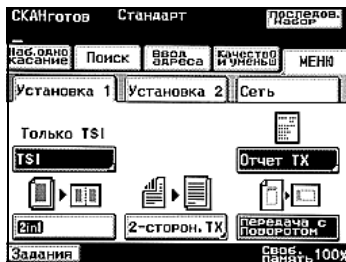 СКАНготов Стандарт Последов. Набор
Наб.одно касание Поиск Ввод адреса Качество и уменьш МЕНЮ
Установка 1 Установка 2 Сеть
Только TSI
TSI Отчет TX
2in1 2-сторон.TX Передача с поворотом
Задания Своб. память 100%